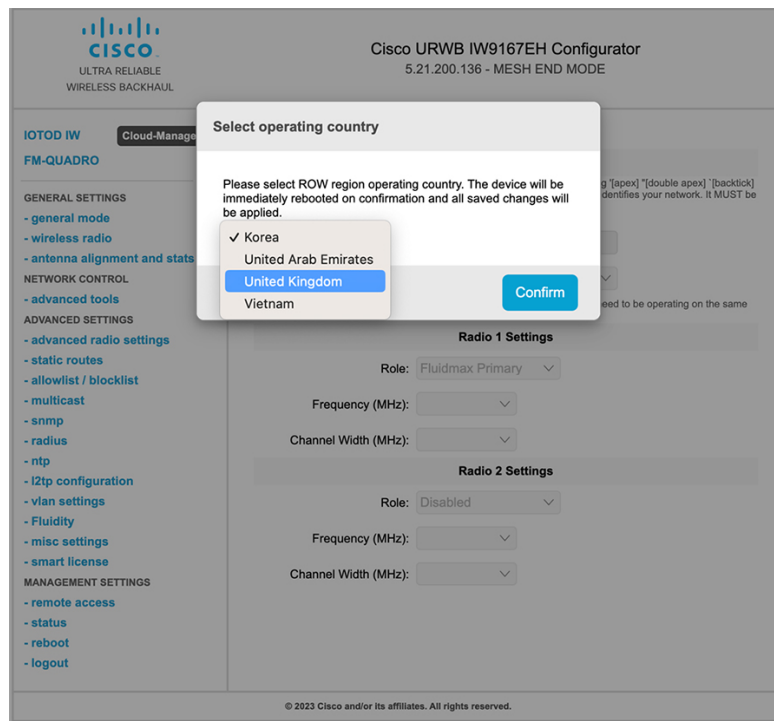 CISCO
ULTRA RELIABLE
WIRELESS BACKHAUL
Cisco URWB IW9167EH Configurator
5.21.200.136 - MESH END MODE
IOTOD IW
Cloud-Manage
FM-QUADRO
GENERAL SETTINGS
- general mode
- wireless radio
- antenna alignment and stats
NETWORK CONTROL
- advanced tools
ADVANCED SETTINGS
- advanced radio settings
- static routes
- allowlist / blocklist
- multicast
- snmp
- radius
- ntp
- l2tp configuration
- vlan settings
- Fluidity
- misc settings
- smart license
MANAGEMENT SETTINGS
- remote access
- status
- reboot
- logout
Select operating country
Please select ROW region operating country. The device will be
immediately rebooted on confirmation and all saved changes will
be applied.
✓ Korea
United Arab Emirates
United Kingdom
Vietnam
Confirm
g '[apex] "[double apex] `[backtick]
dentifies your network. It MUST be
eed to be operating on the same
Radio 1 Settings
Role: Fluidmax Primary
Frequency (MHz):
Channel Width (MHz):
Radio 2 Settings
Role: Disabled
Frequency (MHz):
Channel Width (MHz):
© 2023 Cisco and/or its affiliates. All rights reserved.